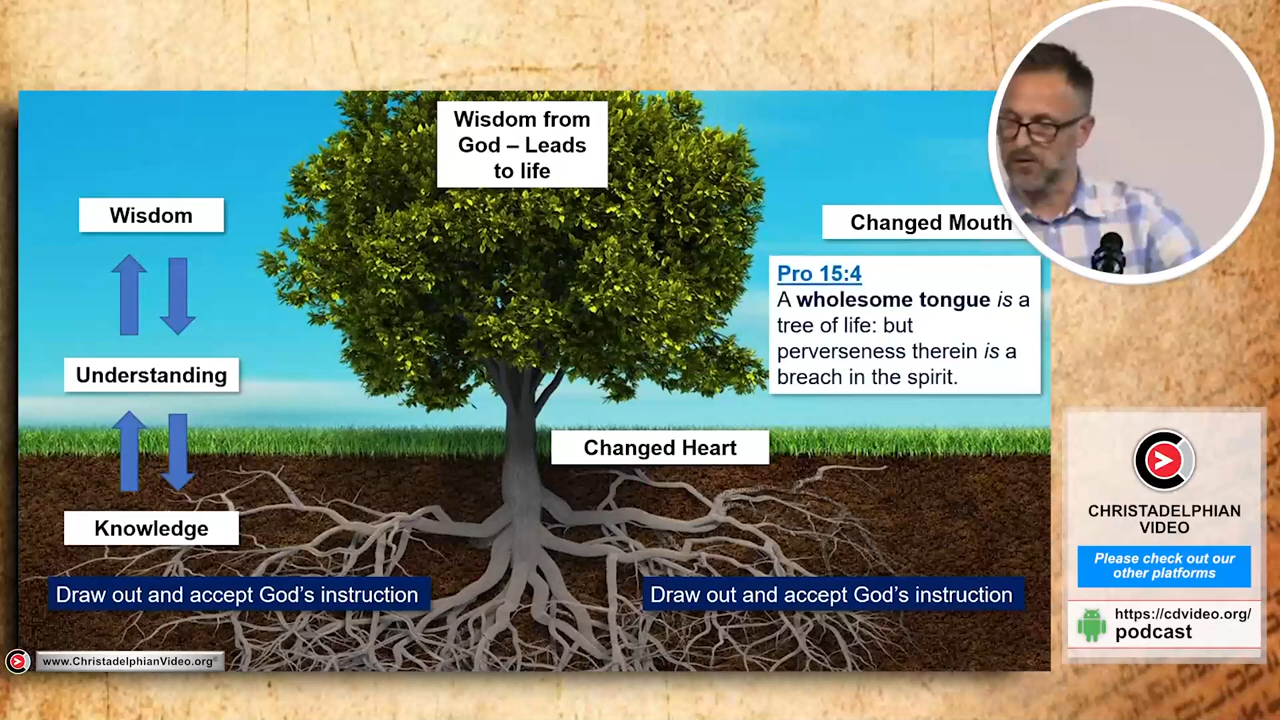 Wisdom from
God – Leads
to life
Wisdom
Changed Mouth
Pro 15:4
A wholesome tongue is a
tree of life: but
perverseness therein is a
breach in the spirit.
Understanding
Changed Heart
Knowledge
Draw out and accept God's instruction
Draw out and accept God's instruction
www.ChristadelphianVideo.org
CHRISTADELPHIAN
VIDEO
Please check out our
other platforms
https://cdvideo.org/
podcast